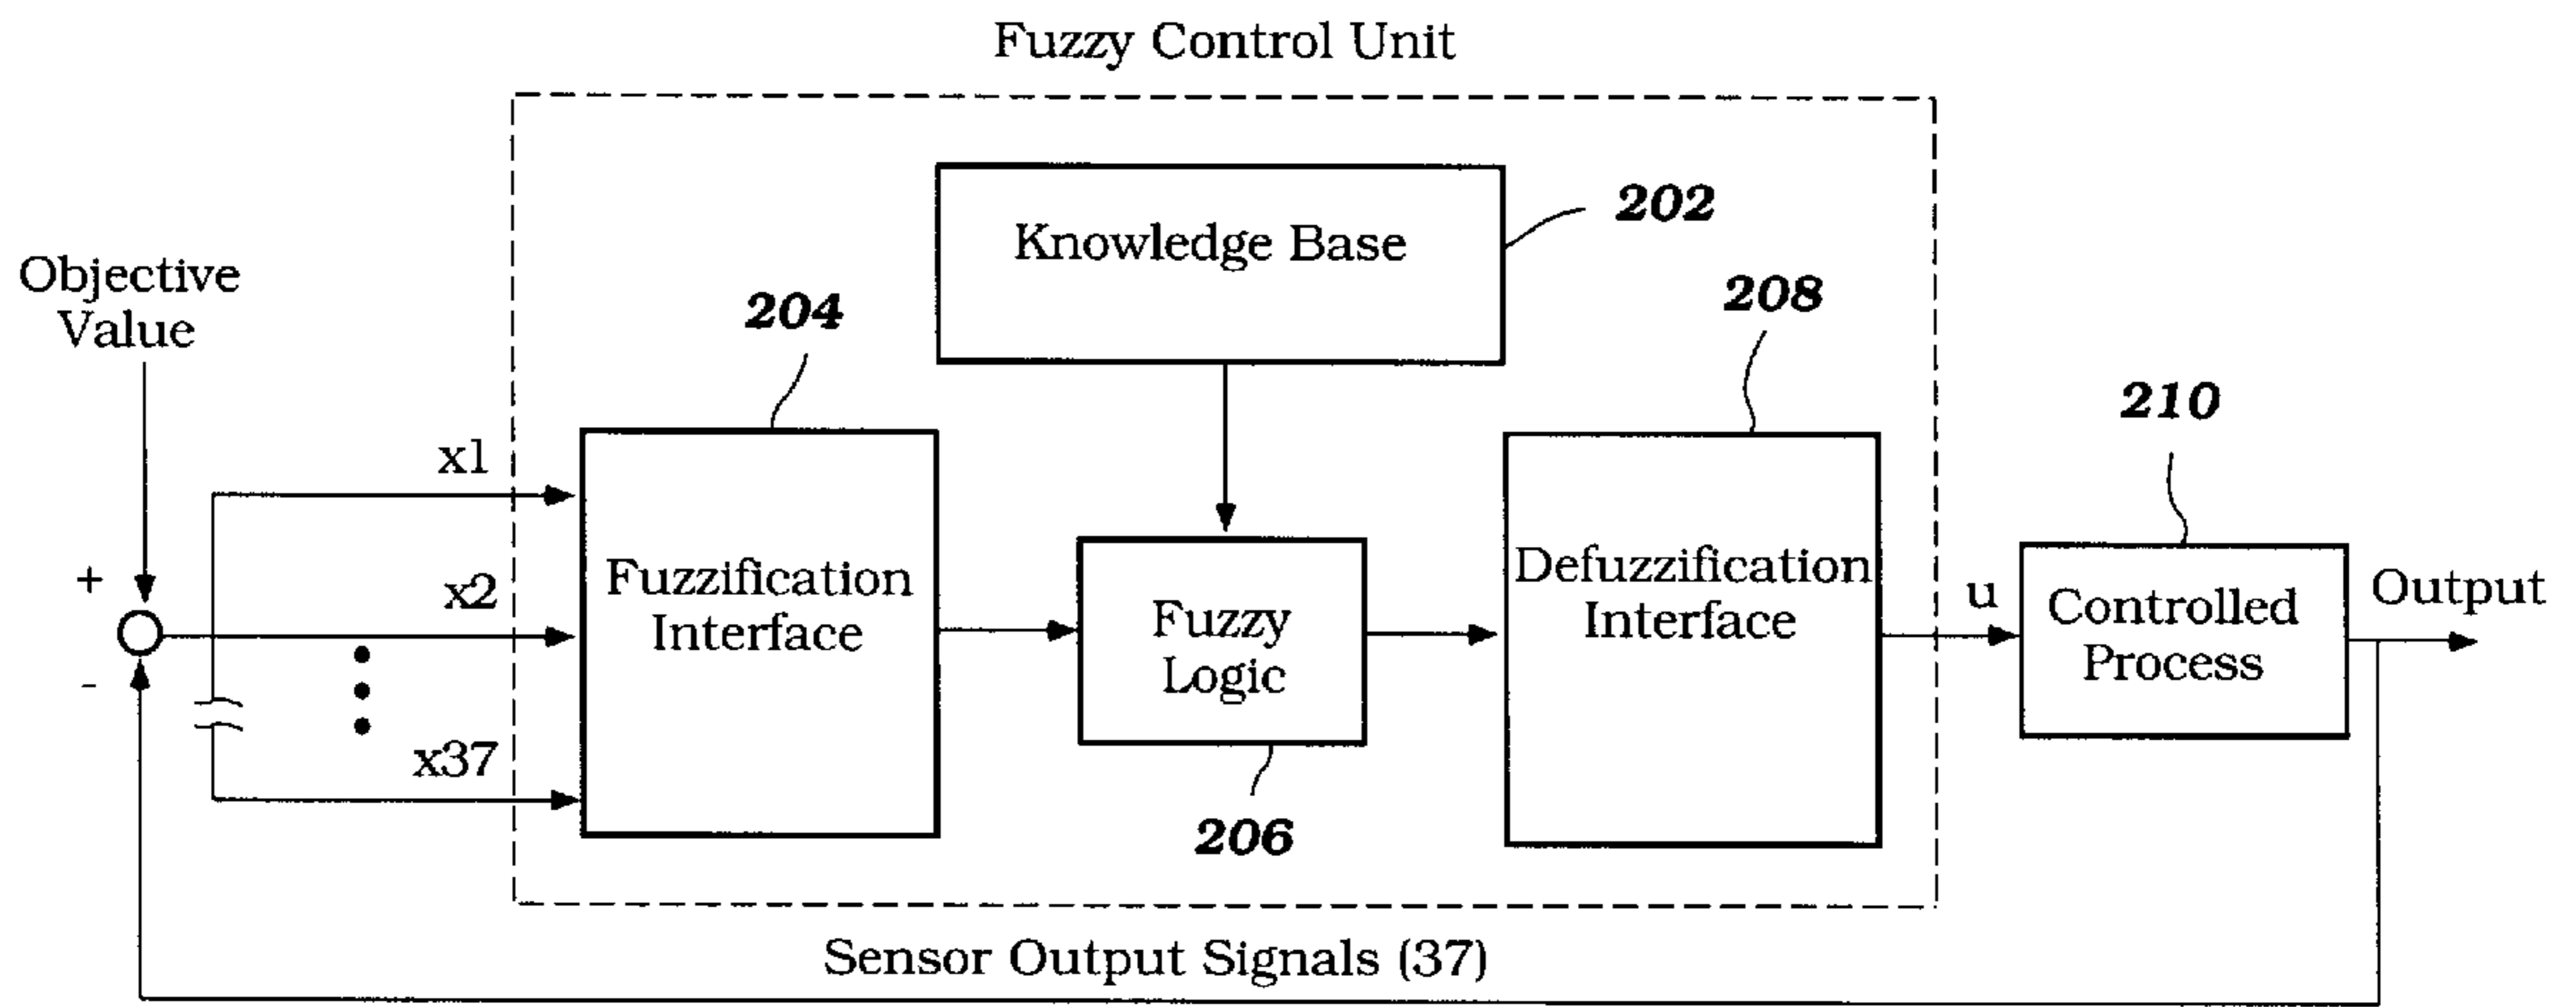 Fuzzy Control Unit
Knowledge Base
202
Objective
Value
204
208
210
x1
x2
x37
+
-
Fuzzification
Interface
Fuzzy
Logic
206
Defuzzification
Interface
u
Controlled
Process
Output
Sensor Output Signals (37)